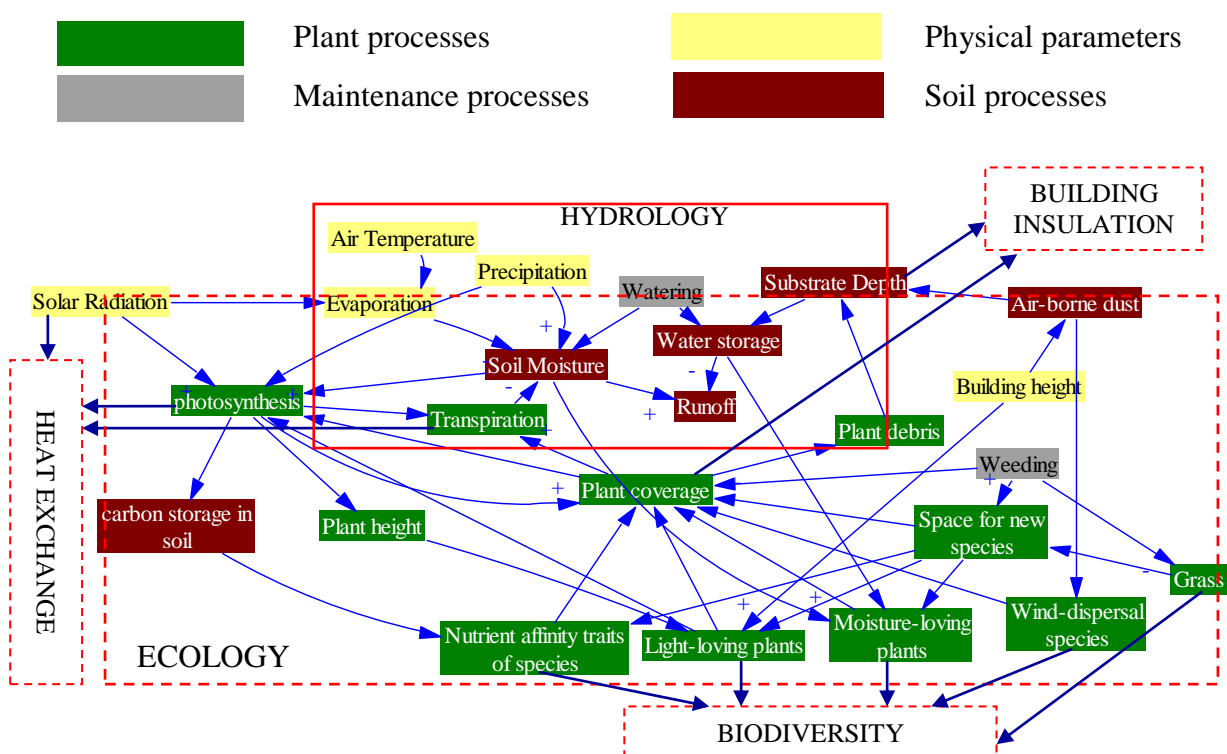 Plant processes
Physical parameters
Maintenance processes
Soil processes
BUILDING
INSULATION
HYDROLOGY
Air Temperature
Precipitation
Solar Radiation
Evaporation
Watering
Substrate Depth
Air-borne dust
+
Water storage
Soil Moisture
-
-
-
Building height
+
+
photosynthesis
Runoff
+
Transpiration
+
Plant debris
HEAT EXCHANGE
Weeding
+
Plant coverage
+
carbon storage in
soil
Plant height
Space for new
species
-
Grass
+
+
Nutrient affinity traits
of species
Light-loving plants
Moisture-loving
plants
Wind-dispersal
species
ECOLOGY
BIODIVERSITY